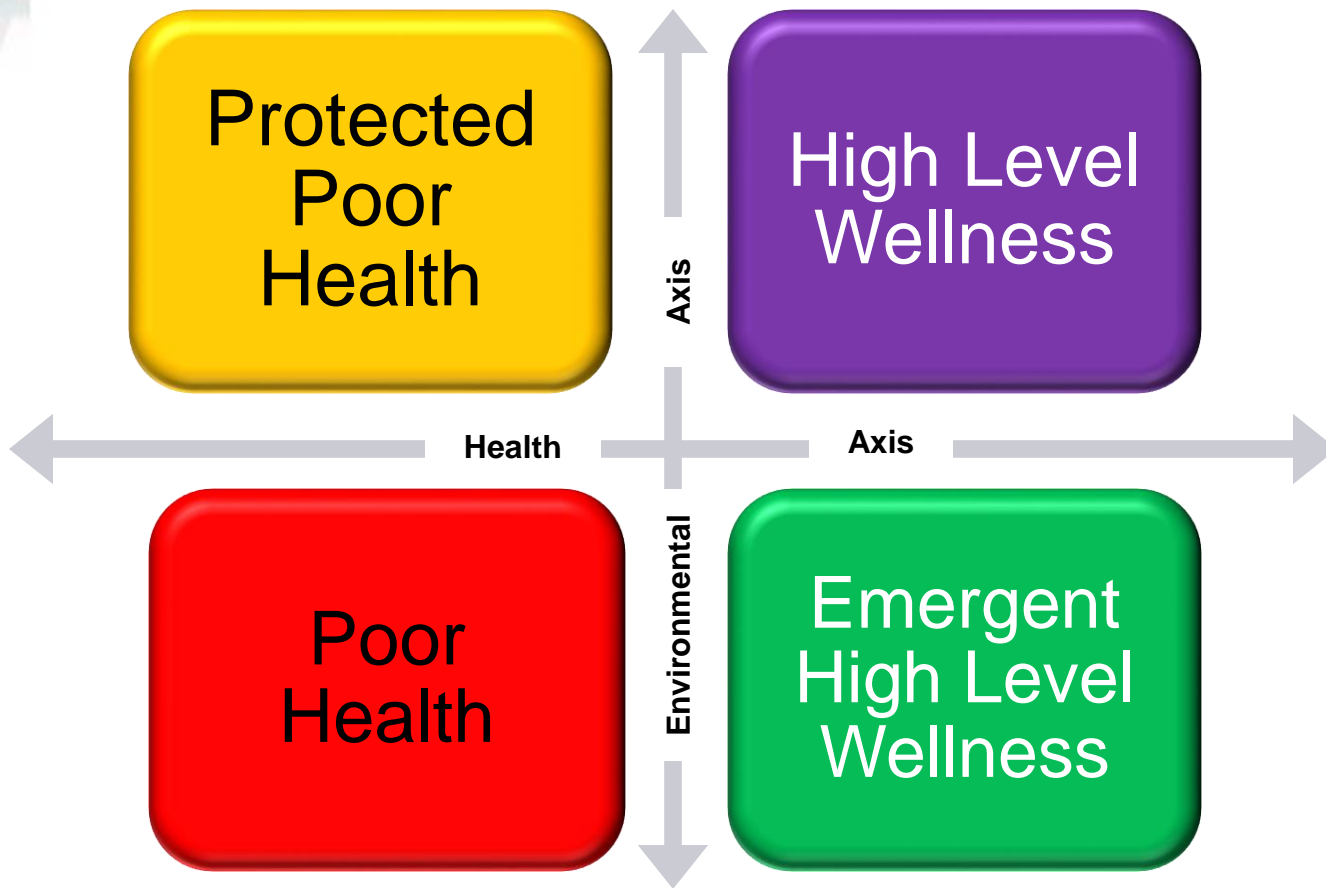 Protected
Poor
Health
High Level
Wellness
Axis
Health
Axis
Environmental
Poor
Health
Emergent
High Level
Wellness